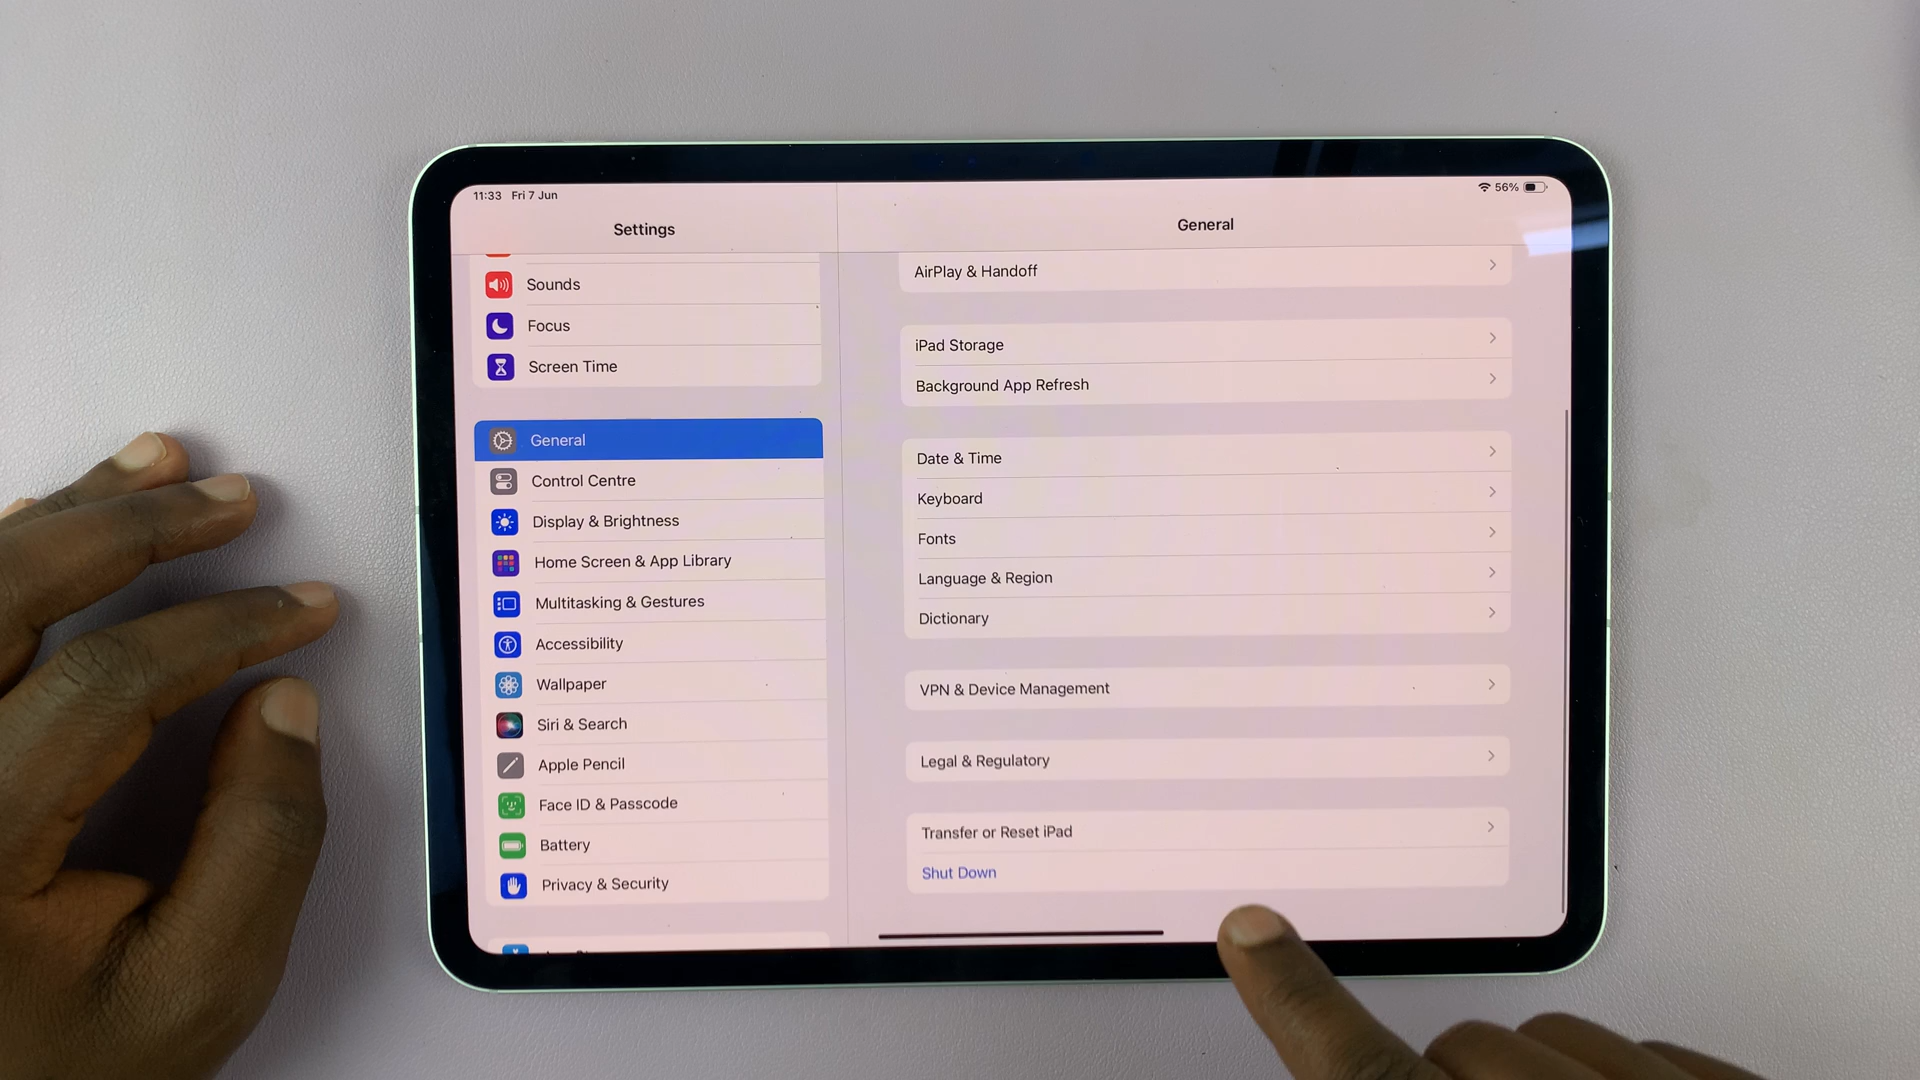 11:33 Fri 7 Jun
56%
Settings
Sounds
Focus
Screen Time
General
Control Centre
Display & Brightness
Home Screen & App Library
Multitasking & Gestures
Accessibility
Wallpaper
Siri & Search
Apple Pencil
Face ID & Passcode
Battery
Privacy & Security
General
AirPlay & Handoff
iPad Storage
Background App Refresh
Date & Time
Keyboard
Fonts
Language & Region
Dictionary
VPN & Device Management
Legal & Regulatory
Transfer or Reset iPad
Shut Down